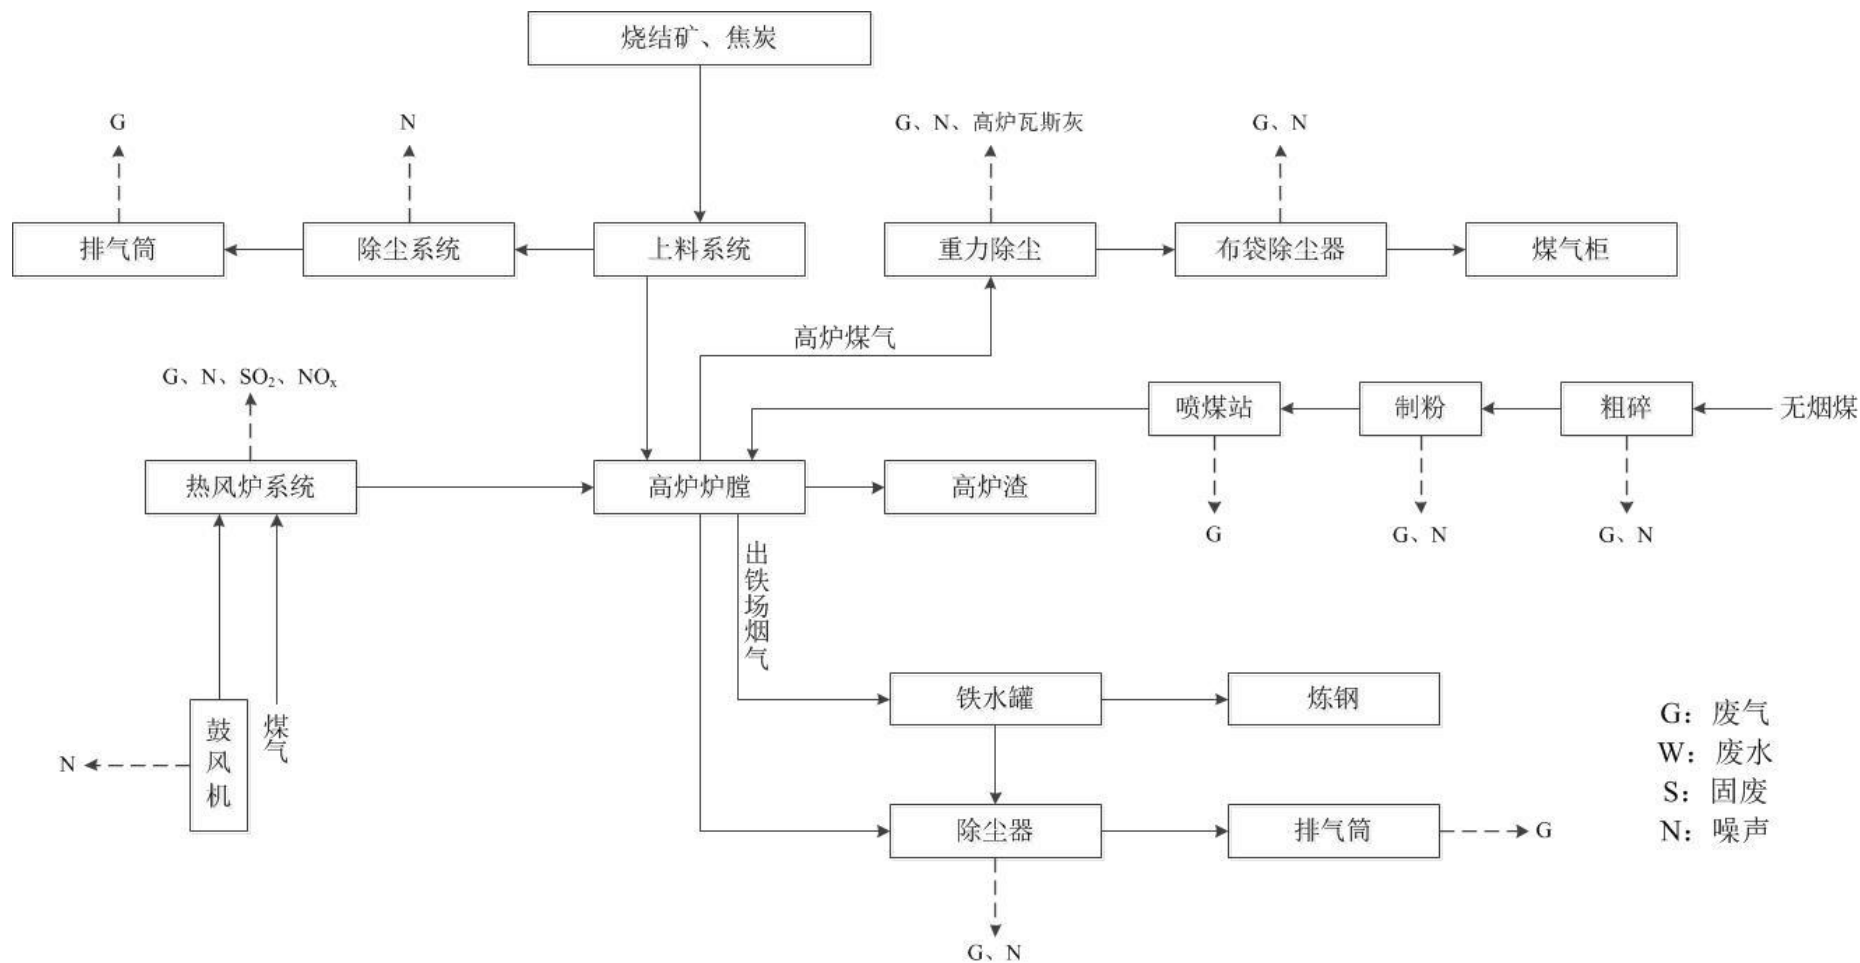 烧结矿、焦炭
G
N
G、N、高炉瓦斯灰
G、N
排气筒
除尘系统
上料系统
重力除尘
布袋除尘器
煤气柜
高炉煤气
G、N、SO₂、NOₓ
喷煤站
制粉
粗碎
无烟煤
热风炉系统
高炉炉膛
高炉渣
G
G、N
G、N
出铁场烟气
铁水罐
炼钢
鼓风机
煤气
N
除尘器
排气筒
G
G、N
G：废气
W：废水
S：固废
N：噪声